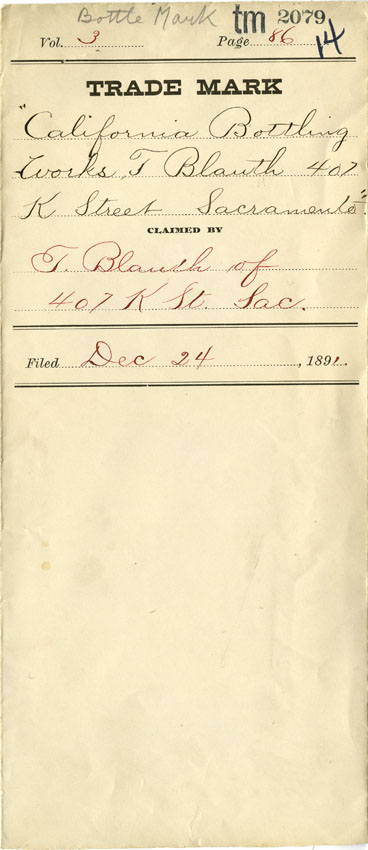 Bottle Mark tm 2079
Vol. 3 Page 86 14
TRADE MARK
"California Bottling
Works, T Blauth 407
K Street Sacramento"
CLAIMED BY
T. Blauth of
407 K St. Sac.
Filed Dec 24, 1891.